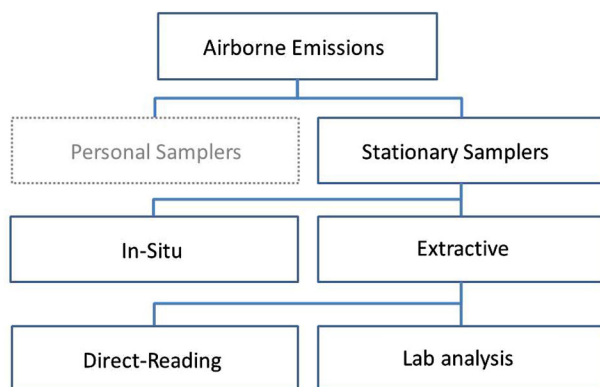 Airborne Emissions
Personal Samplers
Stationary Samplers
In-Situ
Extractive
Direct-Reading
Lab analysis